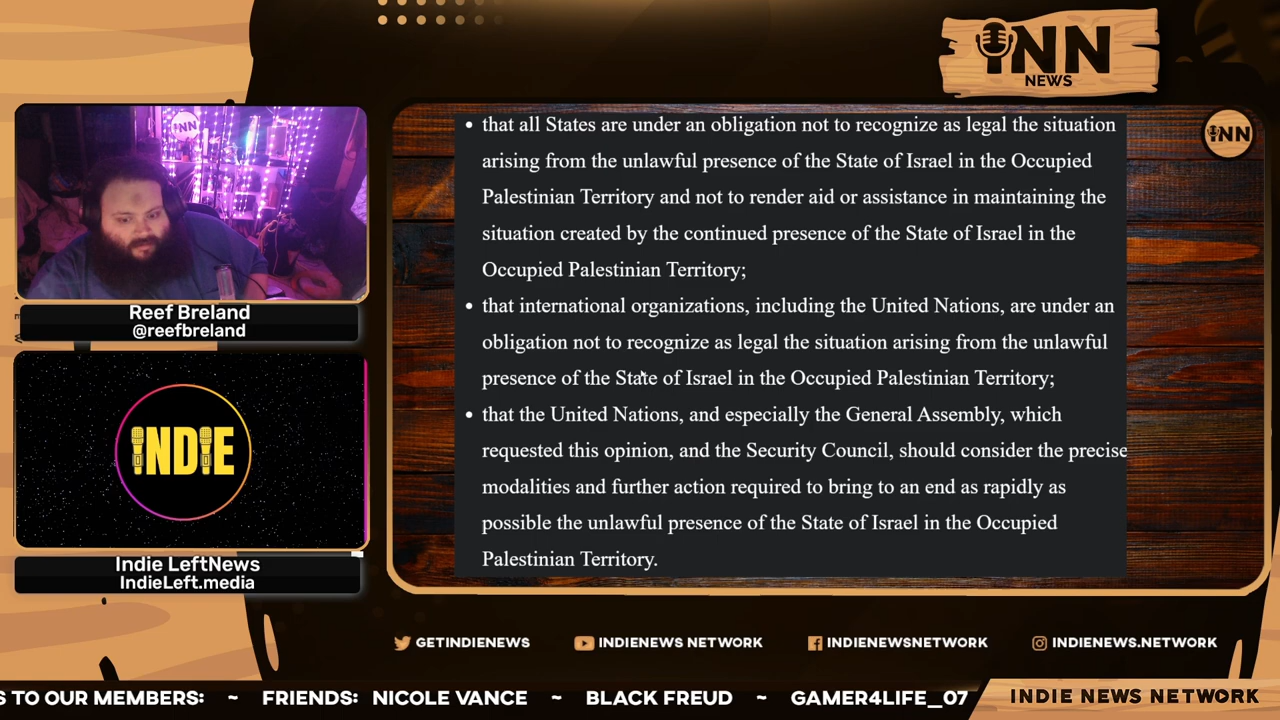 iNN
NEWS
iNN
iNN
• that all States are under an obligation not to recognize as legal the situation
arising from the unlawful presence of the State of Israel in the Occupied
Palestinian Territory and not to render aid or assistance in maintaining the
situation created by the continued presence of the State of Israel in the
Occupied Palestinian Territory;
• that international organizations, including the United Nations, are under an
obligation not to recognize as legal the situation arising from the unlawful
presence of the State of Israel in the Occupied Palestinian Territory;
• that the United Nations, and especially the General Assembly, which
requested this opinion, and the Security Council, should consider the precise
modalities and further action required to bring to an end as rapidly as
possible the unlawful presence of the State of Israel in the Occupied
Palestinian Territory.
Reef Breland
@reefbreland
iNDiE
Indie LeftNews
IndieLeft.media
GETINDIENEWS
INDIENEWS NETWORK
INDIENEWSNETWORK
INDIENEWS.NETWORK
S TO OUR MEMBERS: ~ FRIENDS: NICOLE VANCE ~ BLACK FREUD ~ GAMER4LIFE_07
INDIE NEWS NETWORK